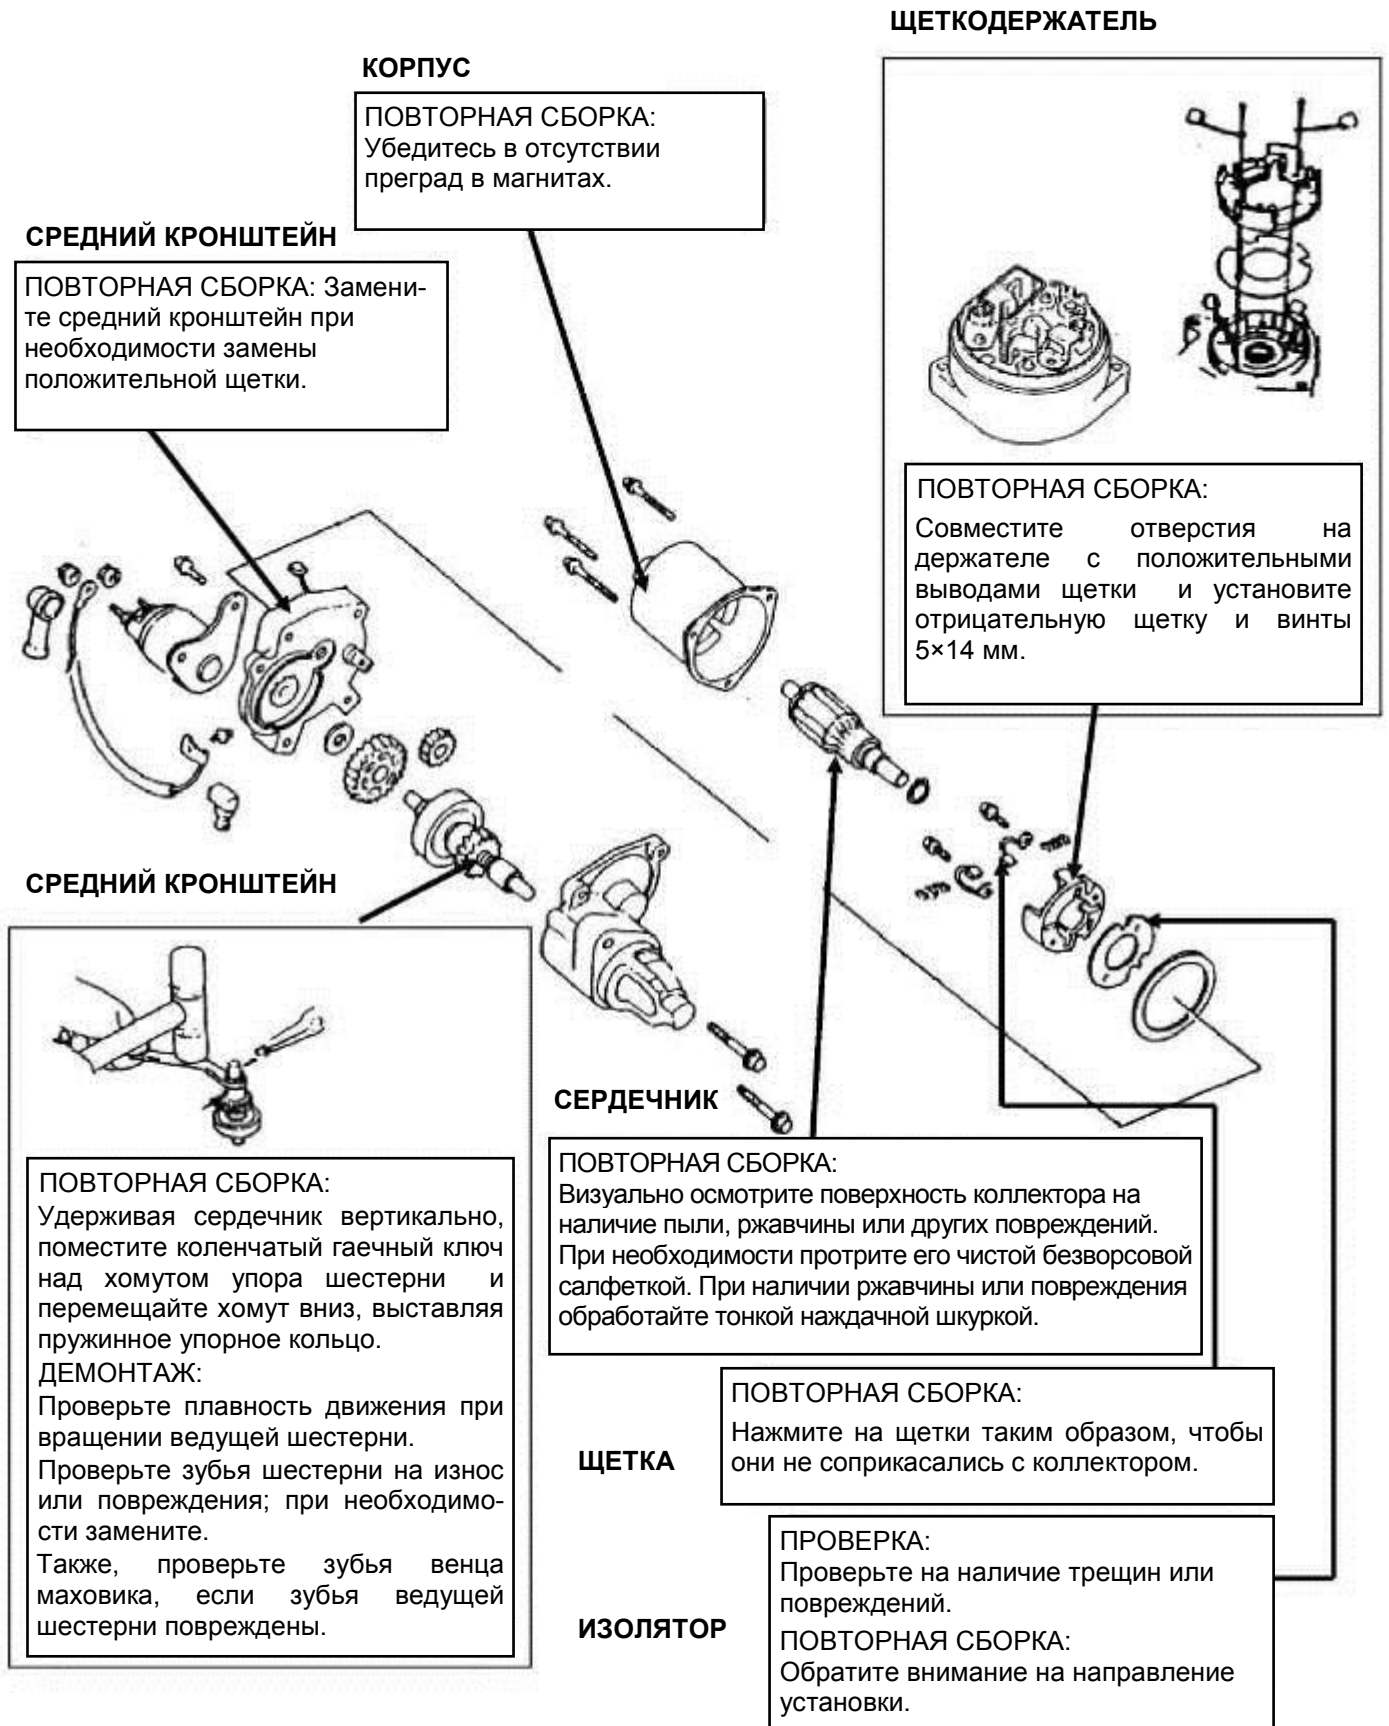 ЩЕТКОДЕРЖАТЕЛЬ
КОРПУС
ПОВТОРНАЯ СБОРКА:
Убедитесь в отсутствии
преград в магнитах.
СРЕДНИЙ КРОНШТЕЙН
ПОВТОРНАЯ СБОРКА: Замени-
те средний кронштейн при
необходимости замены
положительной щетки.
ПОВТОРНАЯ СБОРКА:
Совместите отверстия на
держателе с положительными
выводами щетки и установите
отрицательную щетку и винты
5×14 мм.
СРЕДНИЙ КРОНШТЕЙН
ПОВТОРНАЯ СБОРКА:
Удерживая сердечник вертикально,
поместите коленчатый гаечный ключ
над хомутом упора шестерни и
перемещайте хомут вниз, выставляя
пружинное упорное кольцо.
ДЕМОНТАЖ:
Проверьте плавность движения при
вращении ведущей шестерни.
Проверьте зубья шестерни на износ
или повреждения; при необходимо-
сти замените.
Также, проверьте зубья венца
маховика, если зубья ведущей
шестерни повреждены.
СЕРДЕЧНИК
ПОВТОРНАЯ СБОРКА:
Визуально осмотрите поверхность коллектора на
наличие пыли, ржавчины или других повреждений.
При необходимости протрите его чистой безворсовой
салфеткой. При наличии ржавчины или повреждения
обработайте тонкой наждачной шкуркой.
ЩЕТКА
ПОВТОРНАЯ СБОРКА:
Нажмите на щетки таким образом, чтобы
они не соприкасались с коллектором.
ИЗОЛЯТОР
ПРОВЕРКА:
Проверьте на наличие трещин или
повреждений.
ПОВТОРНАЯ СБОРКА:
Обратите внимание на направление
установки.